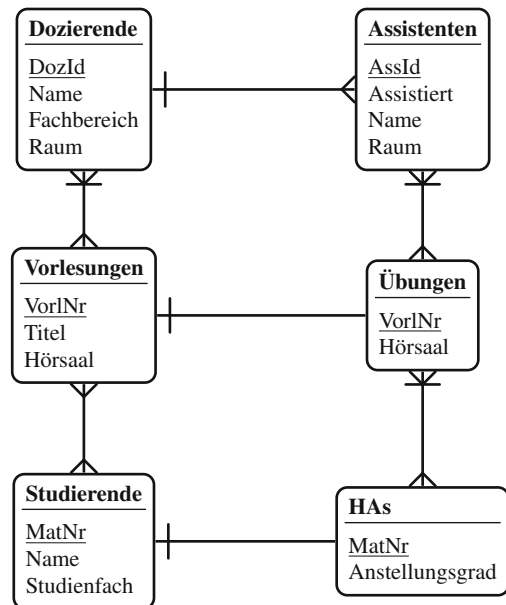 Dozierende
DozId
Name
Fachbereich
Raum
Assistenten
AssId
Assistiert
Name
Raum
Vorlesungen
VorlNr
Titel
Hörsaal
Übungen
VorlNr
Hörsaal
Studierende
MatNr
Name
Studienfach
HAs
MatNr
Anstellungsgrad